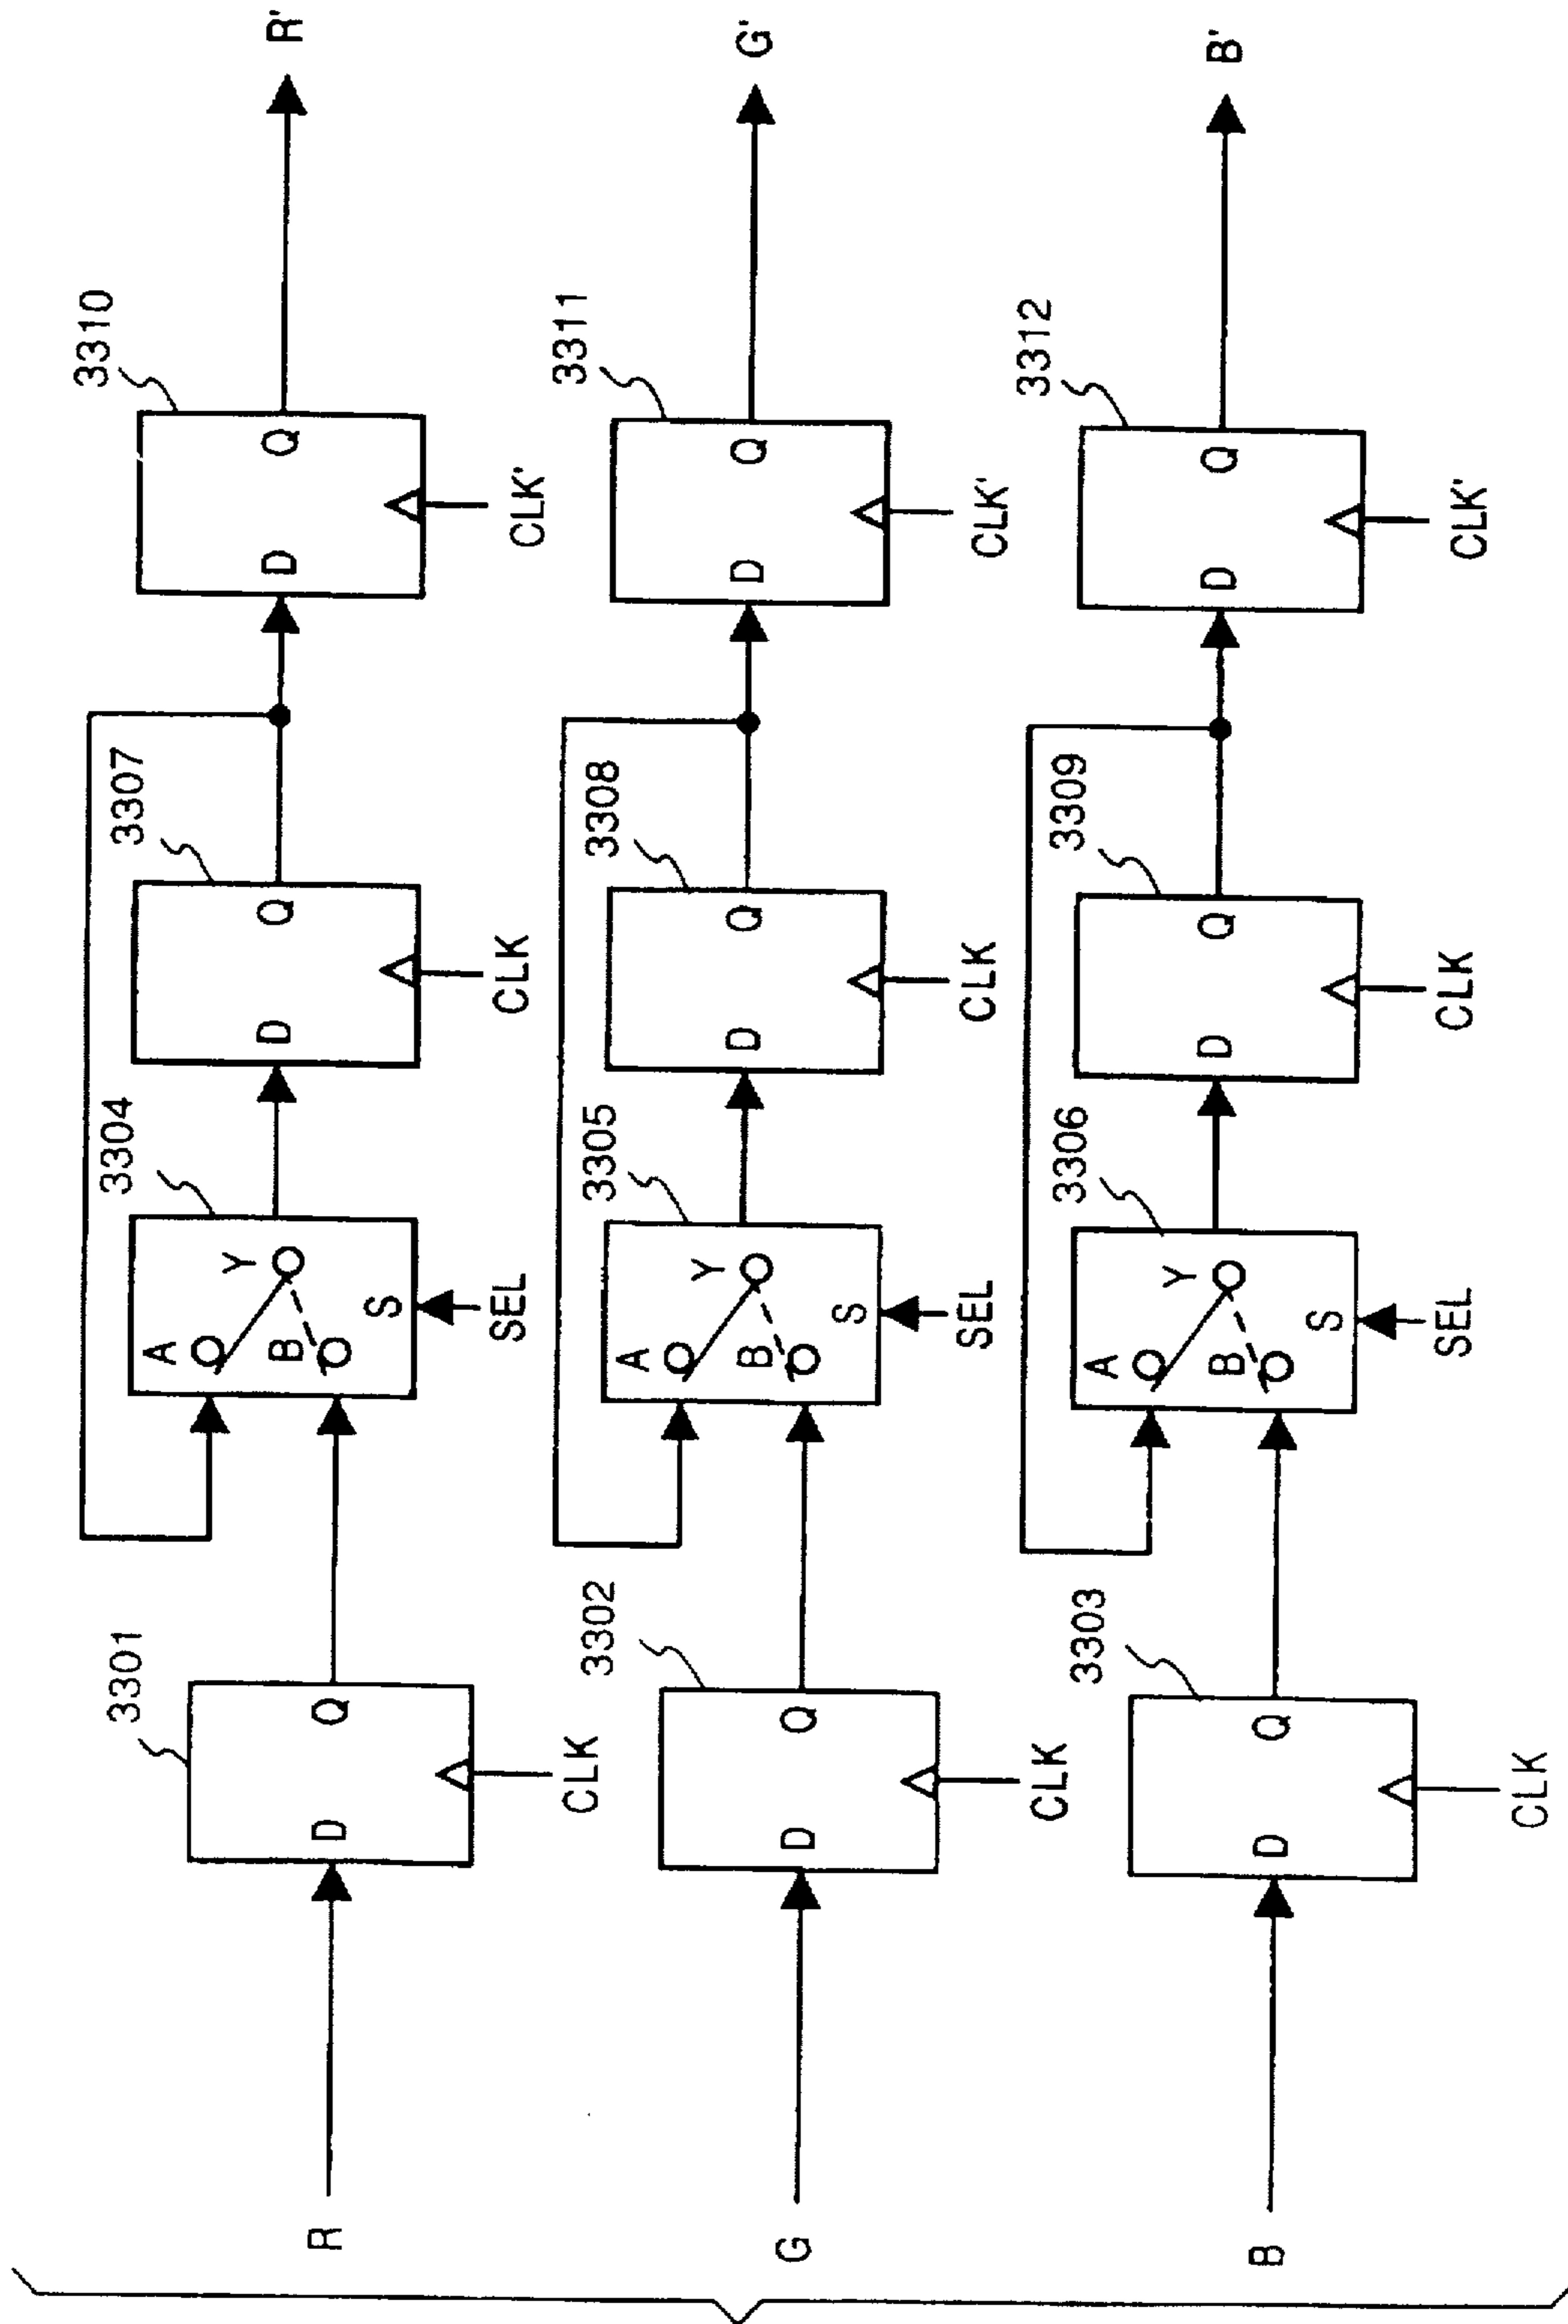 3301
3304
3307
3310
R
D
Q
CLK
A
B
Y
S
SEL
D
Q
CLK
D
Q
CLK'
R'
3302
3305
3308
3311
G
D
Q
CLK
A
B
Y
S
SEL
D
Q
CLK
D
Q
CLK'
G'
3303
3306
3309
3312
B
D
Q
CLK
A
B
Y
S
SEL
D
Q
CLK
D
Q
CLK'
B'